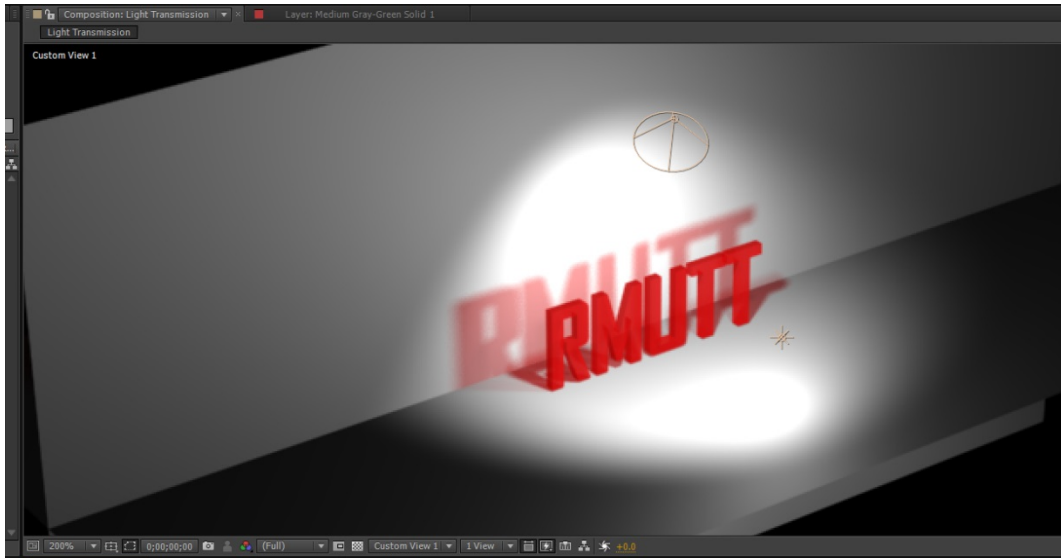 Composition: Light Transmission
Layer: Medium Gray-Green Solid 1
Light Transmission
Custom View 1
RMUTT
200%
0;00;00;00
(Full)
Custom View 1
1 View
+0.0